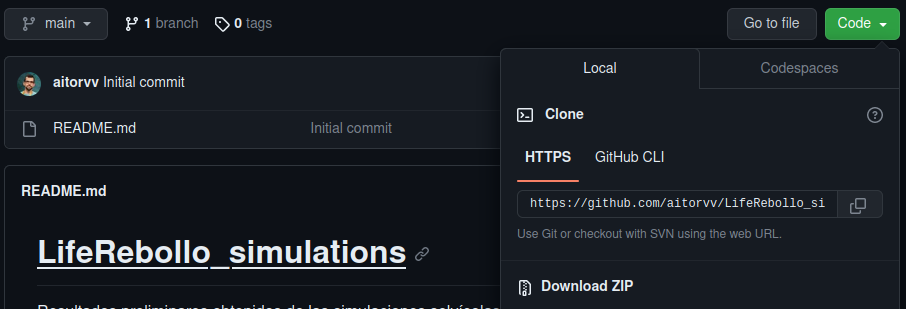 main 1 branch 0 tags Go to file Code
Local Codespaces
aitorvv Initial commit
Clone
README.md Initial commit
HTTPS GitHub CLI
README.md
https://github.com/aitorvv/LifeRebollo_si
Use Git or checkout with SVN using the web URL.
LifeRebollo_simulations
Download ZIP